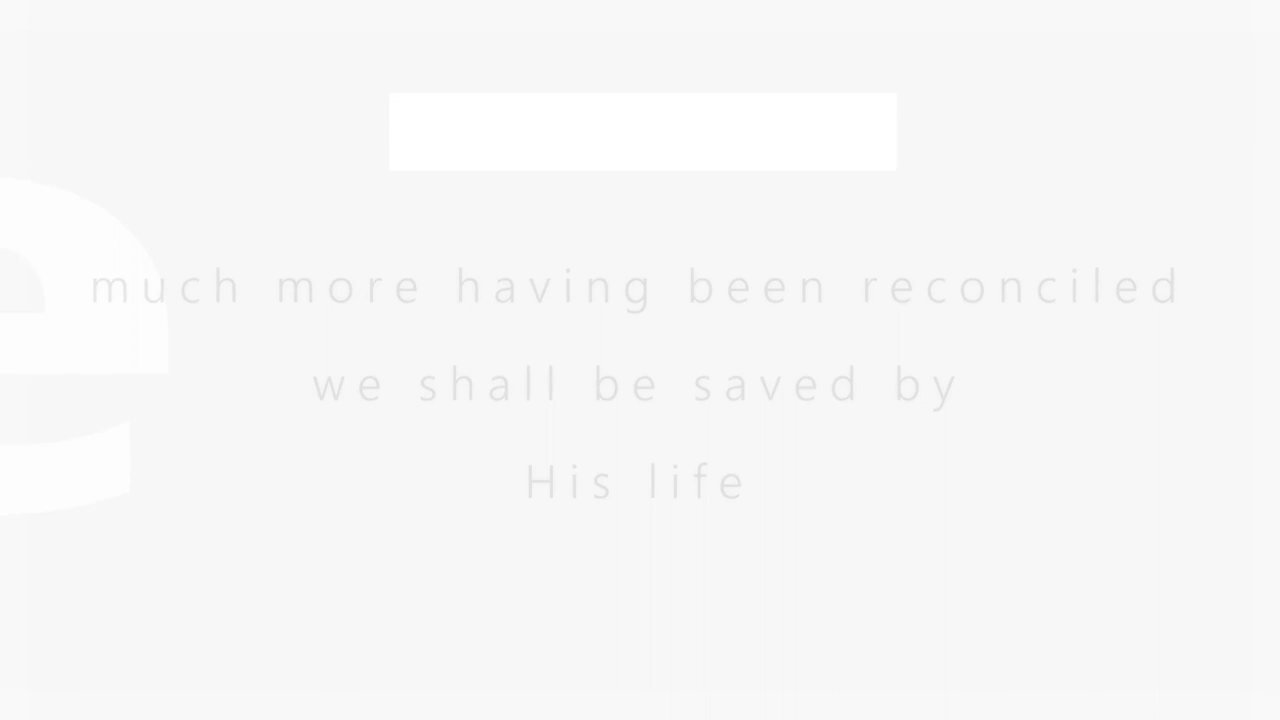 much more having been reconciled
we shall be saved by
His life